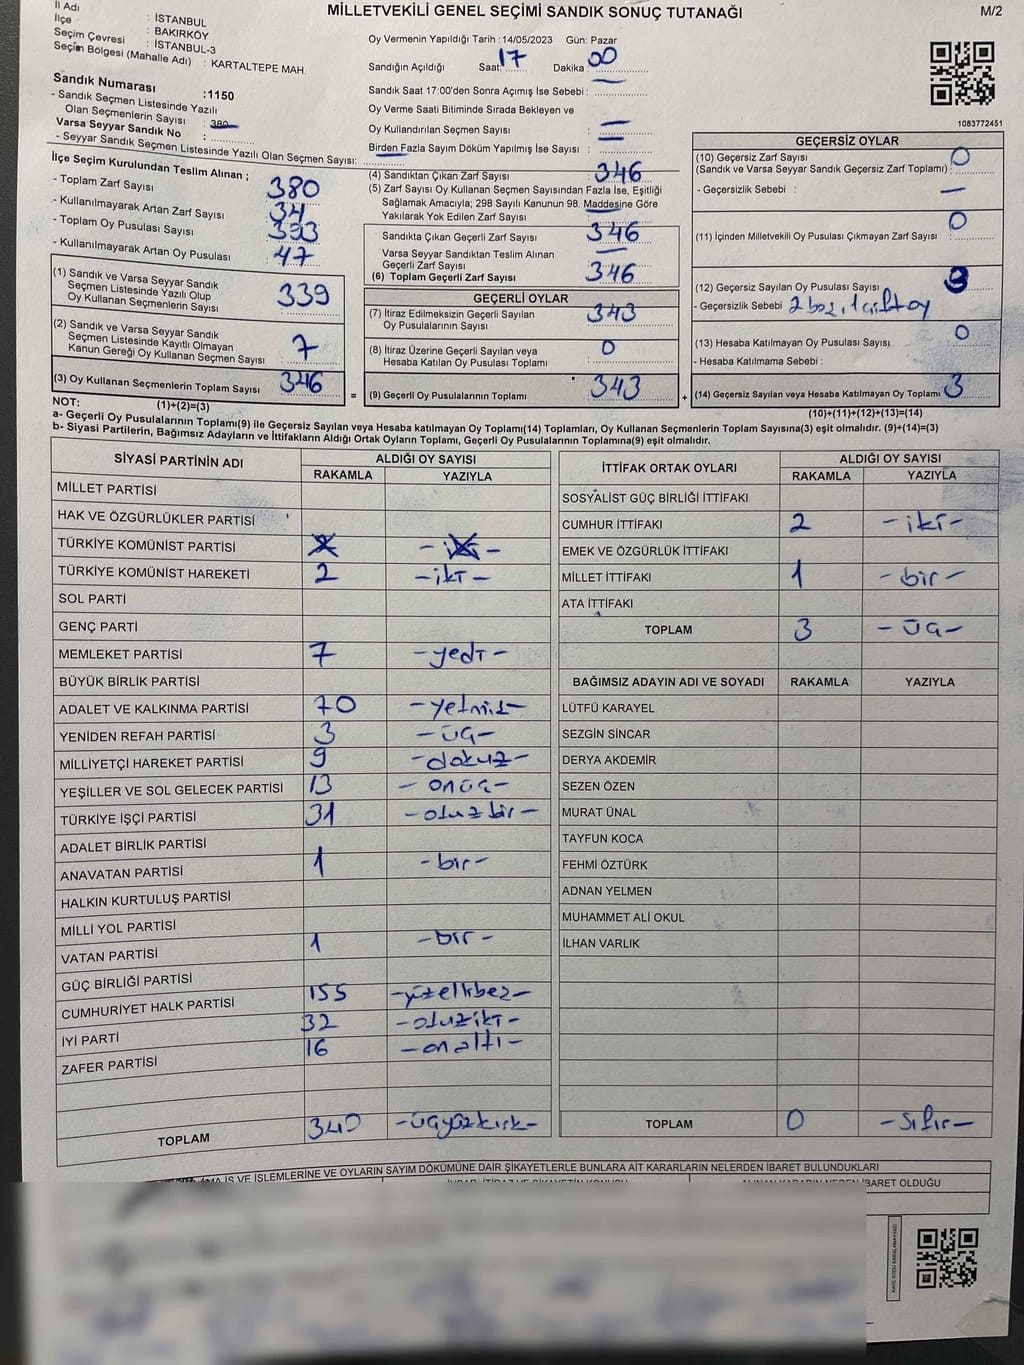 MİLLETVEKİLİ GENEL SEÇİMİ SANDIK SONUÇ TUTANAĞI M/2
İl Adı : İSTANBUL
İlçe : BAKIRKÖY
Seçim Çevresi : İSTANBUL-3
Seçim Bölgesi (Mahalle Adı) : KARTALTEPE MAH.
Sandık Numarası :1150
- Sandık Seçmen Listesinde Yazılı
Olan Seçmenlerin Sayısı : 380
Varsa Seyyar Sandık No :
- Seyyar Sandık Seçmen Listesinde Yazılı Olan Seçmen Sayısı:
Oy Vermenin Yapıldığı Tarih :14/05/2023 Gün: Pazar
Sandığın Açıldığı Saat: 17 Dakika : 00
Sandık Saat 17:00'den Sonra Açımış İse Sebebi :
Oy Verme Saati Bitiminde Sırada Bekleyen ve
Oy Kullandırılan Seçmen Sayısı : —
Birden Fazla Sayım Döküm Yapılmış İse Sayısı : —
1083772451
İlçe Seçim Kurulundan Teslim Alınan ;
- Toplam Zarf Sayısı : 380
- Kullanılmayarak Artan Zarf Sayısı : 34
- Toplam Oy Pusulası Sayısı : 393
- Kullanılmayarak Artan Oy Pusulası : 47
(1) Sandık ve Varsa Seyyar Sandık
Seçmen Listesinde Yazılı Olup
Oy Kullanan Seçmenlerin Sayısı : 339
(2) Sandık ve Varsa Seyyar Sandık
Seçmen Listesinde Kayıtlı Olmayan
Kanun Gereği Oy Kullanan Seçmen Sayısı : 7
(3) Oy Kullanan Seçmenlerin Toplam Sayısı : 346
(1)+(2)=(3)
(4) Sandıktan Çıkan Zarf Sayısı : 346
(5) Zarf Sayısı Oy Kullanan Seçmen Sayısından Fazla İse, Eşitliği
Sağlamak Amacıyla; 298 Sayılı Kanunun 98. Maddesine Göre
Yakılarak Yok Edilen Zarf Sayısı : —
Sandıkta Çıkan Geçerli Zarf Sayısı : 346
Varsa Seyyar Sandıktan Teslim Alınan
Geçerli Zarf Sayısı : —
(6) Toplam Geçerli Zarf Sayısı : 346
GEÇERLİ OYLAR
(7) İtiraz Edilmeksizin Geçerli Sayılan
Oy Pusulalarının Sayısı : 343
(8) İtiraz Üzerine Geçerli Sayılan veya
Hesaba Katılan Oy Pusulası Toplamı : 0
= (9) Geçerli Oy Pusulalarının Toplamı : 343 +
GEÇERSİZ OYLAR
(10) Geçersiz Zarf Sayısı
(Sandık ve Varsa Seyyar Sandık Geçersiz Zarf Toplamı) : 0
- Geçersizlik Sebebi : —
(11) İçinden Milletvekili Oy Pusulası Çıkmayan Zarf Sayısı : 0
(12) Geçersiz Sayılan Oy Pusulası Sayısı : 3
- Geçersizlik Sebebi : 2 boş, 1 çift oy
(13) Hesaba Katılmayan Oy Pusulası Sayısı : 0
- Hesaba Katılmama Sebebi :
(14) Geçersiz Sayılan veya Hesaba Katılmayan Oy Toplamı : 3
(10)+(11)+(12)+(13)=(14)
NOT:
a- Geçerli Oy Pusulalarının Toplamı(9) ile Geçersiz Sayılan veya Hesaba Katılmayan Oy Toplamı(14) Toplamları, Oy Kullanan Seçmenlerin Toplam Sayısına(3) eşit olmalıdır. (9)+(14)=(3)
b- Siyasi Partilerin, Bağımsız Adayların ve İttifakların Aldığı Ortak Oyların Toplamı, Geçerli Oy Pusulalarının Toplamına(9) eşit olmalıdır.
SİYASİ PARTİNİN ADI ALDIĞI OY SAYISI
RAKAMLA YAZIYLA
MİLLET PARTİSİ
HAK VE ÖZGÜRLÜKLER PARTİSİ
TÜRKİYE KOMÜNİST PARTİSİ 2 -iki-
TÜRKİYE KOMÜNİST HAREKETİ 2 -iki-
SOL PARTİ
GENÇ PARTİ
MEMLEKET PARTİSİ 7 -yedi-
BÜYÜK BİRLİK PARTİSİ
ADALET VE KALKINMA PARTİSİ 70 -yetmiş-
YENİDEN REFAH PARTİSİ 3 -üç-
MİLLİYETÇİ HAREKET PARTİSİ 9 -dokuz-
YEŞİLLER VE SOL GELECEK PARTİSİ 13 -onüç-
TÜRKİYE İŞÇİ PARTİSİ 31 -otuzbir-
ADALET BİRLİK PARTİSİ
ANAVATAN PARTİSİ 1 -bir-
HALKIN KURTULUŞ PARTİSİ
MİLLİ YOL PARTİSİ
VATAN PARTİSİ 1 -bir-
GÜÇ BİRLİĞİ PARTİSİ
CUMHURİYET HALK PARTİSİ 155 -yüzellibeş-
İYİ PARTİ 32 -otuziki-
ZAFER PARTİSİ 16 -onaltı-
TOPLAM 340 -üçyüzkırk-
İTTİFAK ORTAK OYLARI ALDIĞI OY SAYISI
RAKAMLA YAZIYLA
SOSYALİST GÜÇ BİRLİĞİ İTTİFAKI
CUMHUR İTTİFAKI 2 -iki-
EMEK VE ÖZGÜRLÜK İTTİFAKI
MİLLET İTTİFAKI 1 -bir-
ATA İTTİFAKI
TOPLAM 3 -üç-
BAĞIMSIZ ADAYIN ADI VE SOYADI RAKAMLA YAZIYLA
LÜTFÜ KARAYEL
SEZGİN SİNCAR
DERYA AKDEMİR
SEZEN ÖZEN
MURAT ÜNAL
TAYFUN KOCA
FEHMİ ÖZTÜRK
ADNAN YELMEN
MUHAMMET ALİ OKUL
İLHAN VARLIK
TOPLAM 0 -sıfır-
İŞ VE İŞLEMLERİNE VE OYLARIN SAYIM DÖKÜMÜNE DAİR ŞİKAYETLERLE BUNLARA AİT KARARLARIN NELERDEN İBARET BULUNDUKLARI
İBARET OLDUĞU